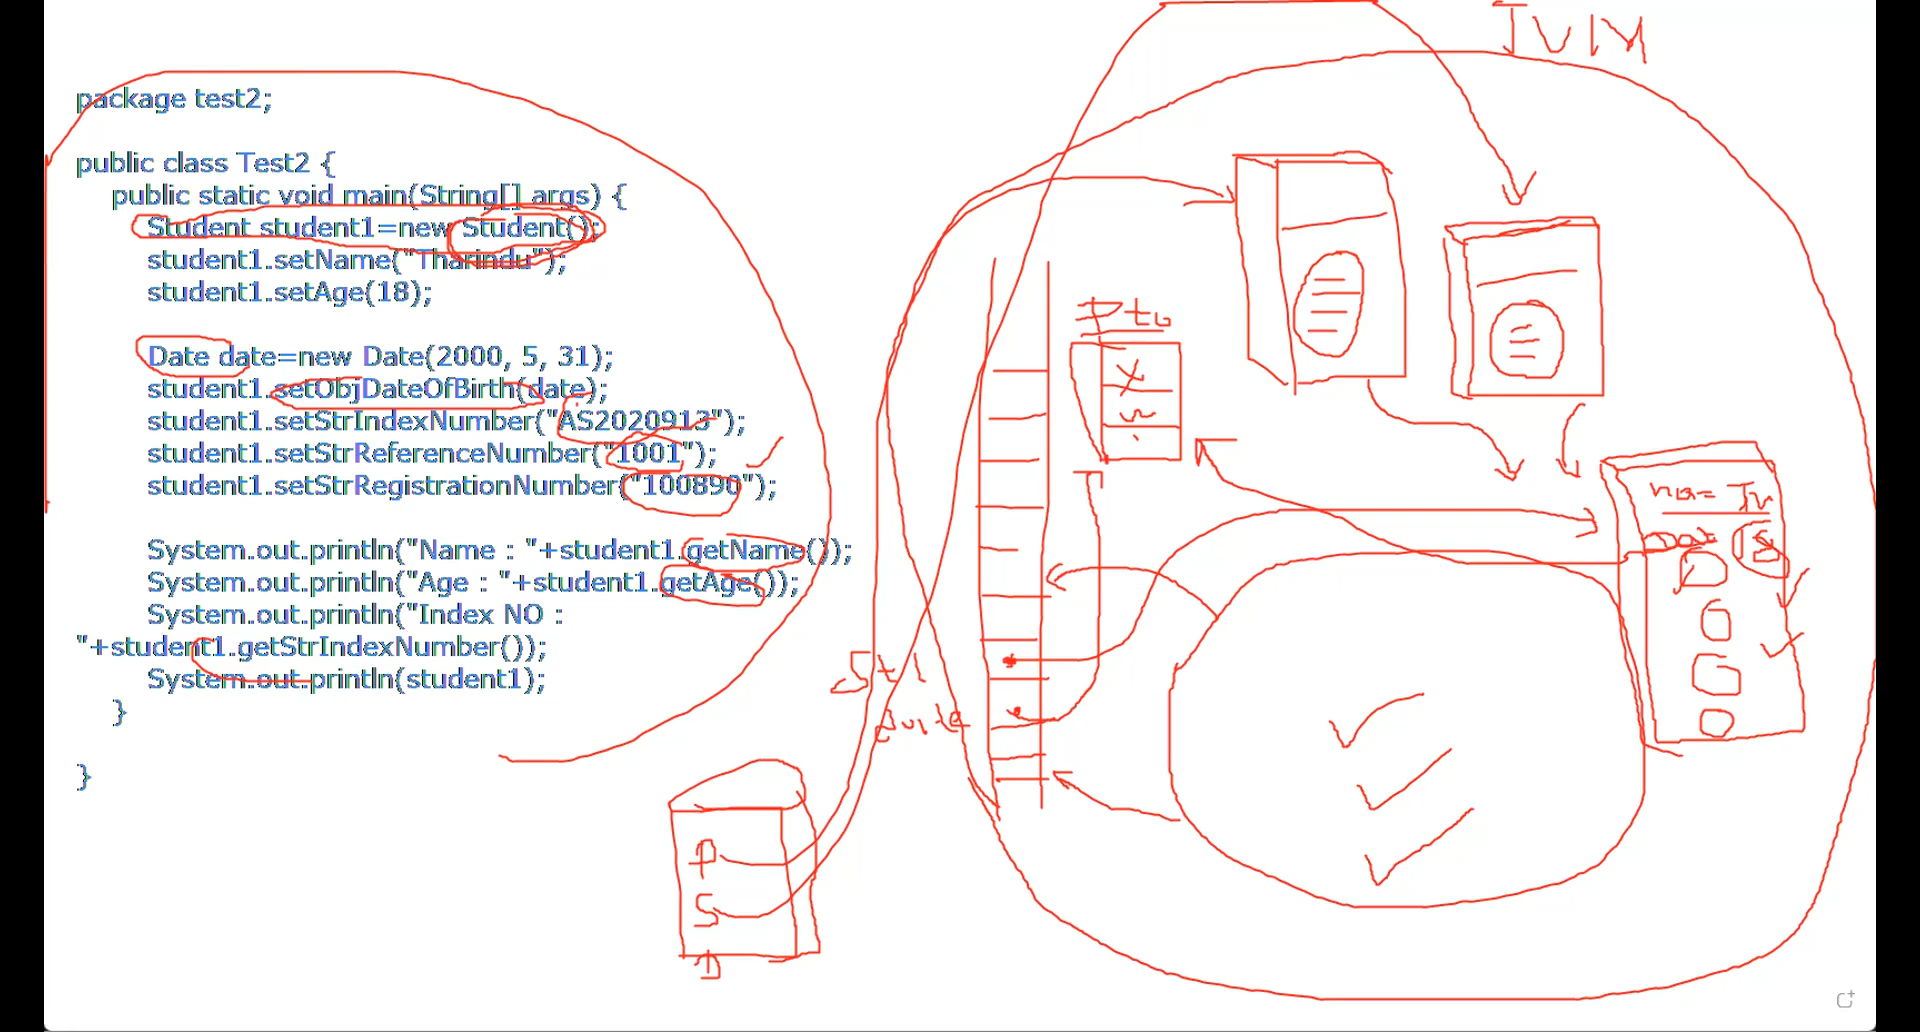 package test2;
public class Test2 {
public static void main(String[] args) {
Student student1=new Student();
student1.setName("Tharindu");
student1.setAge(18);
Date date=new Date(2000, 5, 31);
student1.setObjDateOfBirth(date);
student1.setStrIndexNumber("AS2020913");
student1.setStrReferenceNumber("1001");
student1.setStrRegistrationNumber("100890");
System.out.println("Name : "+student1.getName());
System.out.println("Age : "+student1.getAge());
System.out.println("Index NO :
"+student1.getStrIndexNumber());
System.out.println(student1);
}
}
JVM
St1
date
P
S
D